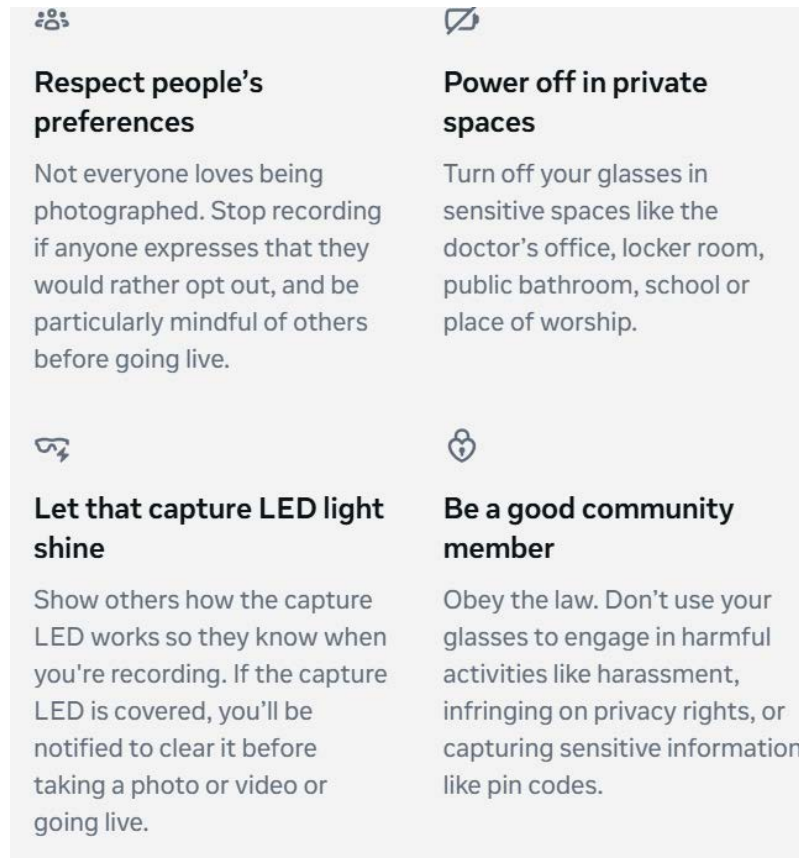 Respect people’s
preferences
Not everyone loves being
photographed. Stop recording
if anyone expresses that they
would rather opt out, and be
particularly mindful of others
before going live.
Power off in private
spaces
Turn off your glasses in
sensitive spaces like the
doctor’s office, locker room,
public bathroom, school or
place of worship.
Let that capture LED light
shine
Show others how the capture
LED works so they know when
you're recording. If the capture
LED is covered, you’ll be
notified to clear it before
taking a photo or video or
going live.
Be a good community
member
Obey the law. Don’t use your
glasses to engage in harmful
activities like harassment,
infringing on privacy rights, or
capturing sensitive information
like pin codes.